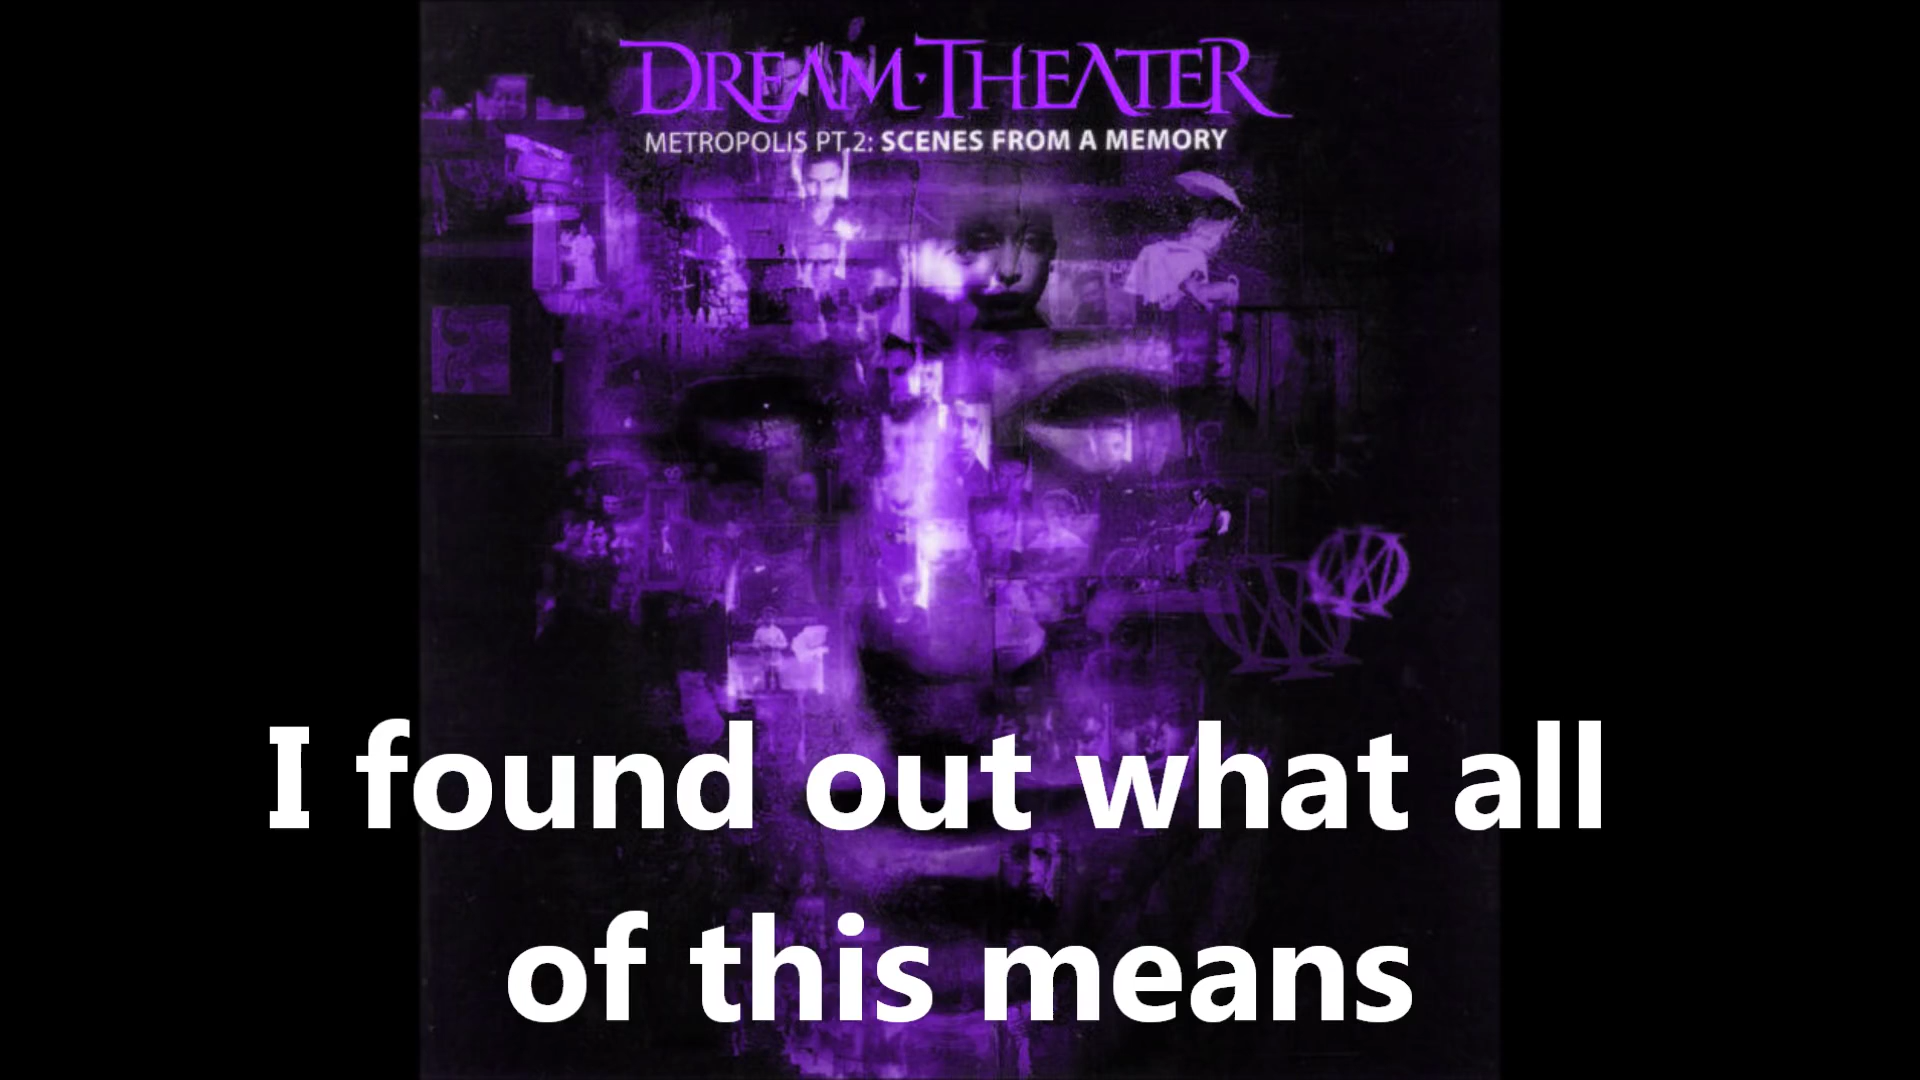 DREAM THEATER
METROPOLIS PT.2: SCENES FROM A MEMORY
I found out what all
of this means